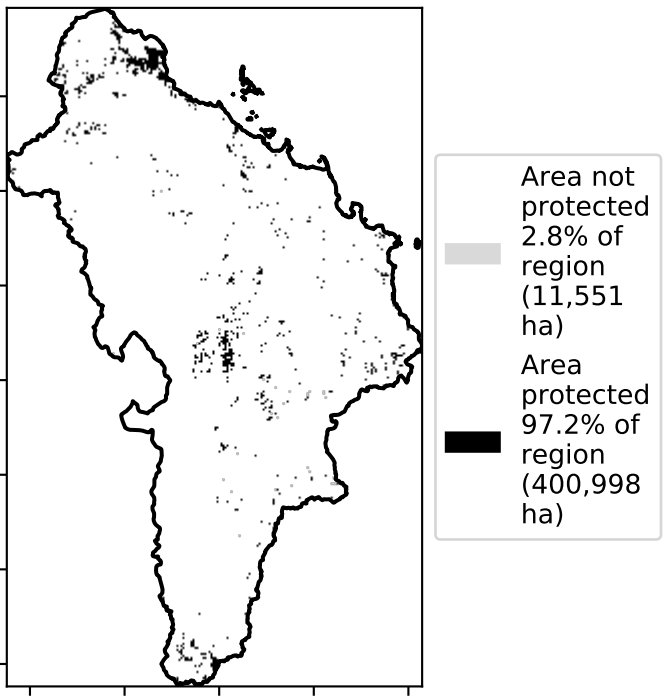 Area not
protected
2.8% of
region
(11,551
ha)
Area
protected
97.2% of
region
(400,998
ha)